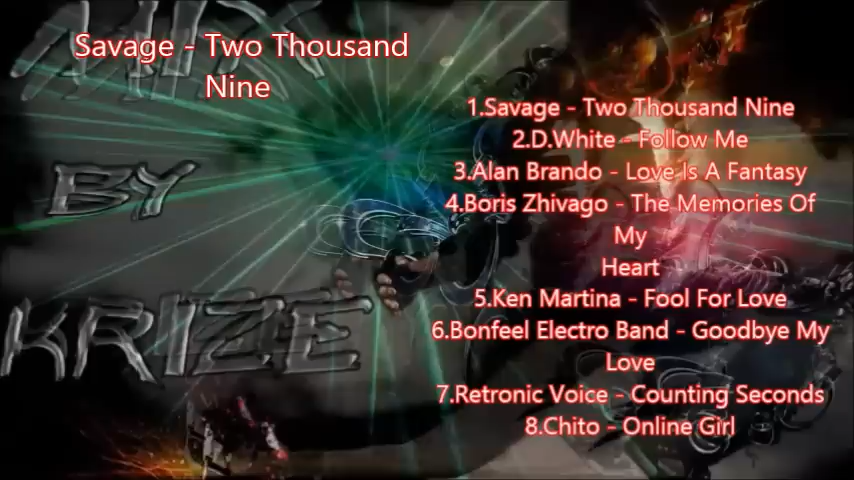 MIX
BY
KRIZE
Savage - Two Thousand
Nine
1.Savage - Two Thousand Nine
2.D.White - Follow Me
3.Alan Brando - Love Is A Fantasy
4.Boris Zhivago - The Memories Of
My
Heart
5.Ken Martina - Fool For Love
6.Bonfeel Electro Band - Goodbye My
Love
7.Retronic Voice - Counting Seconds
8.Chito - Online Girl